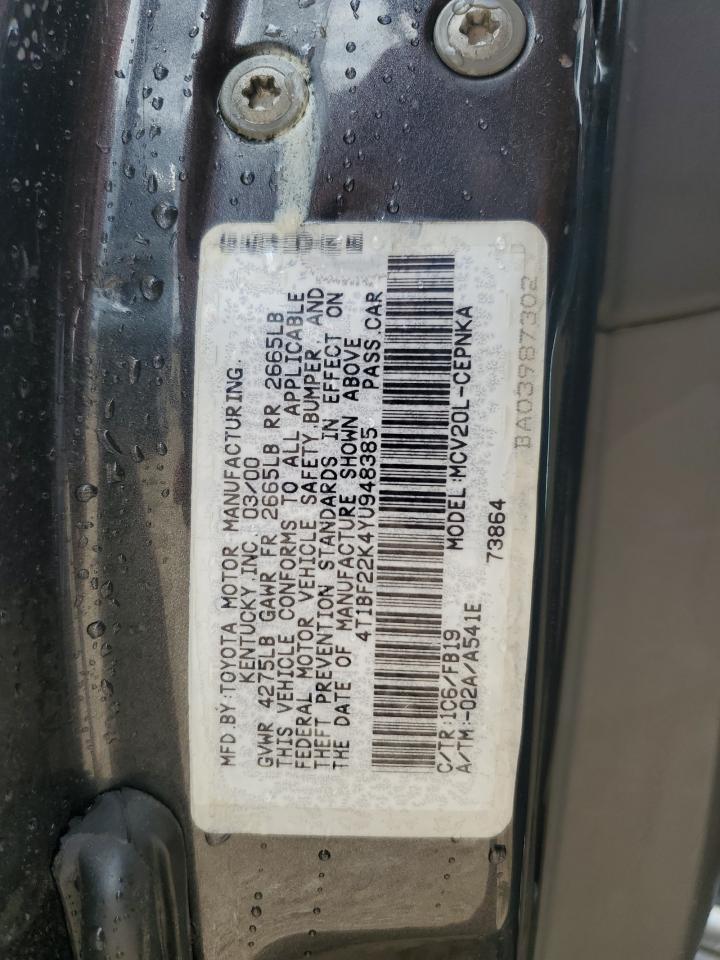 MFD.BY:TOYOTA MOTOR MANUFACTURING,
KENTUCKY,INC. 03/00
GVWR 4275LB GAWR FR 2665LB RR 2665LB
THIS VEHICLE CONFORMS TO ALL APPLICABLE
FEDERAL MOTOR VEHICLE SAFETY,BUMPER, AND
THEFT PREVENTION STANDARDS IN EFFECT ON
THE DATE OF MANUFACTURE SHOWN ABOVE
4T1BF22K4YU948385 PASS.CAR
C/TR:1C6/FB19 MODEL:MCV20L-CEPNKA
A/TM:-02A/A541E 73864
BA03987302